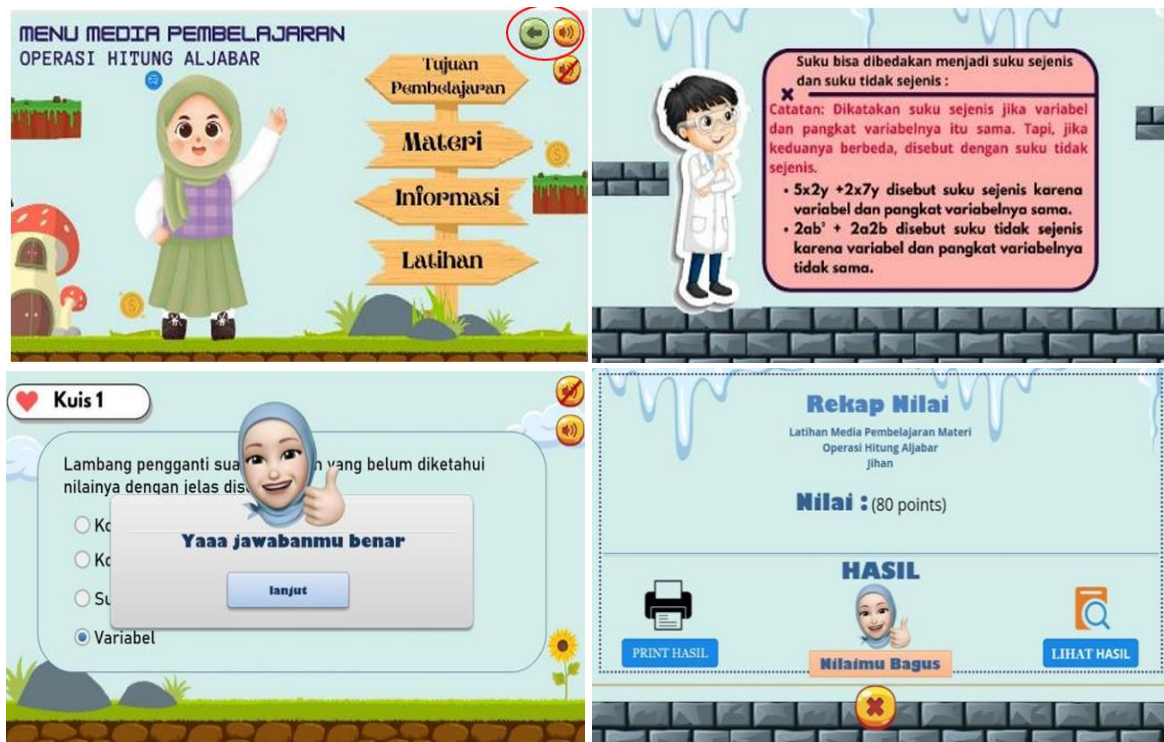 MENU MEDIA PEMBELAJARAN
OPERASI HITUNG ALJABAR
Tujuan
Pembelajaran
Materi
Informasi
Latihan
Suku bisa dibedakan menjadi suku sejenis
dan suku tidak sejenis :
Catatan: Dikatakan suku sejenis jika variabel
dan pangkat variabelnya itu sama. Tapi, jika
keduanya berbeda, disebut dengan suku tidak
sejenis.
• 5x2y +2x7y disebut suku sejenis karena
variabel dan pangkat variabelnya sama.
• 2ab² + 2a2b disebut suku tidak sejenis
karena variabel dan pangkat variabelnya
tidak sama.
Kuis 1
Lambang pengganti yang belum diketahui
nilainya dengan jelas
Yaaa jawabanmu benar
lanjut
Variabel
Rekap Nilai
Latihan Media Pembelajaran Materi
Operasi Hitung Aljabar
Jihan
Nilai : (80 points)
HASIL
PRINT HASIL
Nilaimu Bagus
LIHAT HASIL